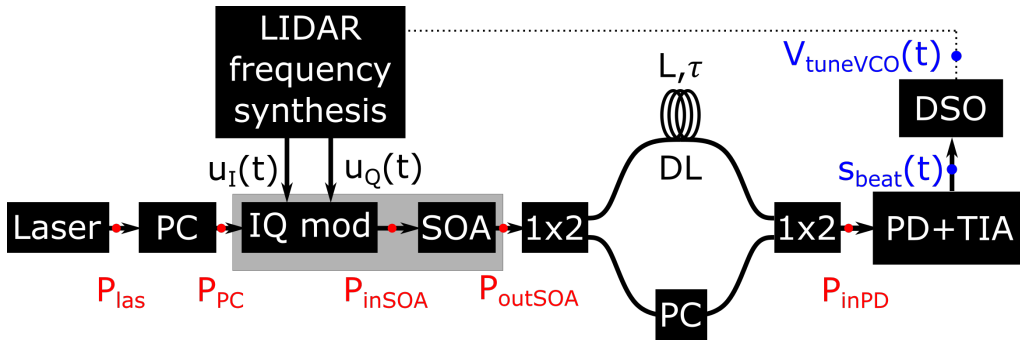 LIDAR
frequency
synthesis
V_tuneVCO(t)
L,τ
DSO
DL
u_I(t)
u_Q(t)
s_beat(t)
Laser
PC
IQ mod
SOA
1x2
1x2
PD+TIA
P_las
P_PC
P_inSOA
P_outSOA
P_inPD
PC